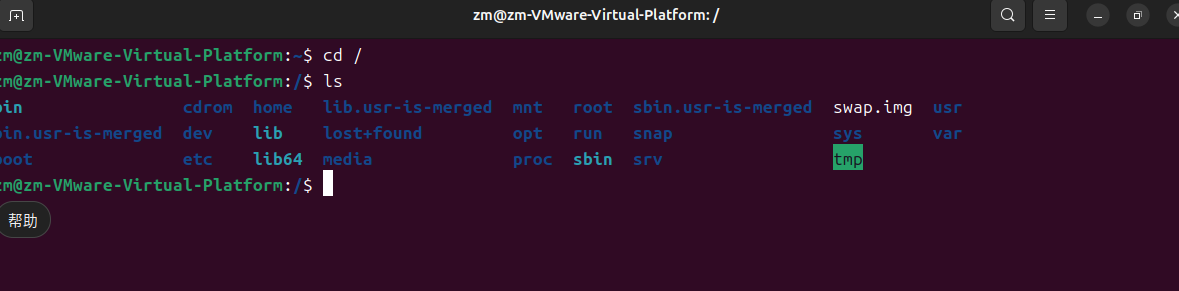 zm@zm-VMware-Virtual-Platform: /
zm@zm-VMware-Virtual-Platform:~$ cd /
zm@zm-VMware-Virtual-Platform:/$ ls
bin cdrom home lib.usr-is-merged mnt root sbin.usr-is-merged swap.img usr
bin.usr-is-merged dev lib lost+found opt run snap sys var
boot etc lib64 media proc sbin srv tmp
zm@zm-VMware-Virtual-Platform:/$
帮助